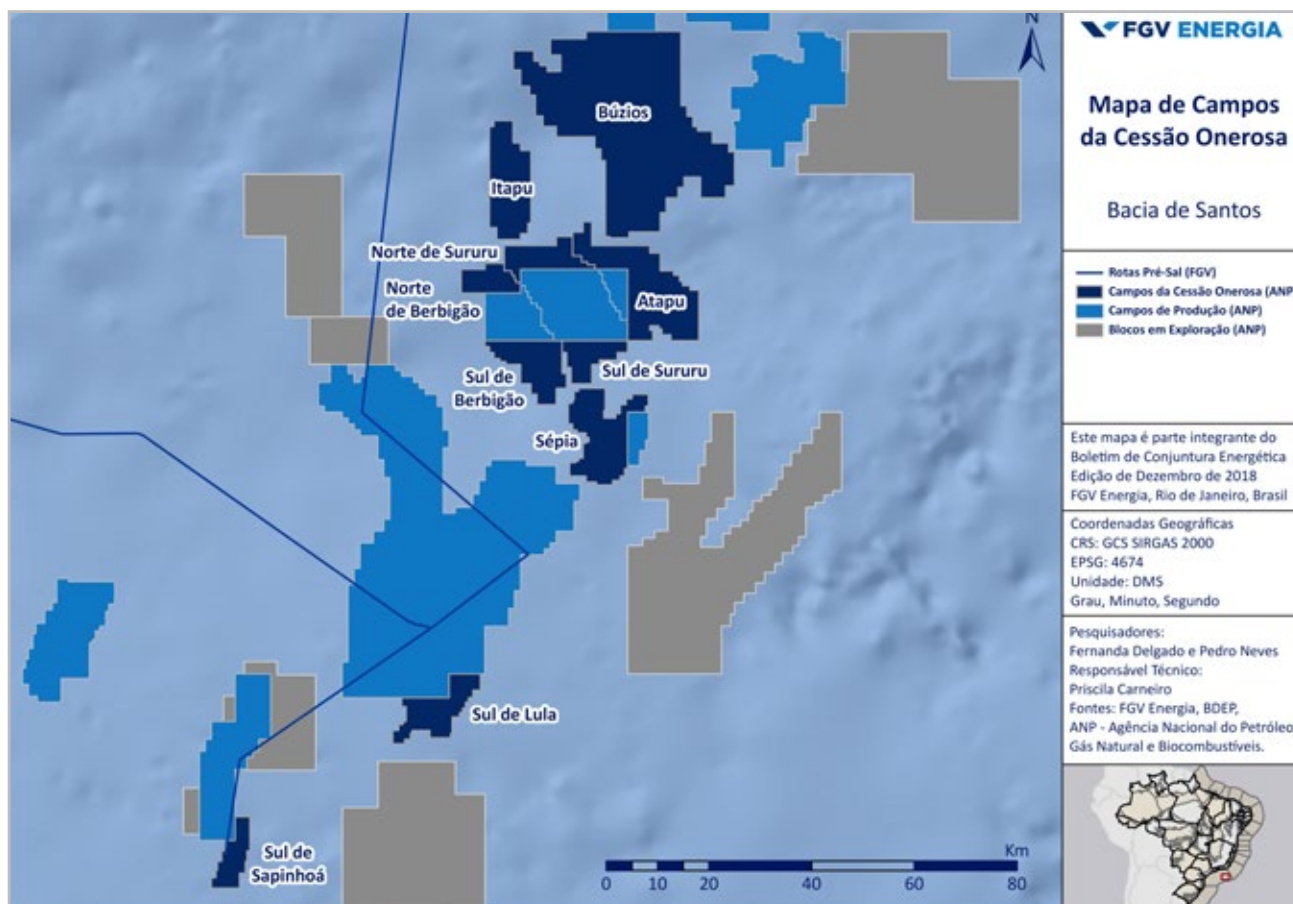 N
Búzios
Itapu
Norte de Sururu
Norte
de Berbigão
Atapu
Sul de
Berbigão
Sul de Sururu
Sépia
Sul de Lula
Sul de
Sapinhoá
Km
0 10 20 40 60 80
FGV ENERGIA
Mapa de Campos
da Cessão Onerosa
Bacia de Santos
Rotas Pré-Sal (FGV)
Campos da Cessão Onerosa (ANP
Campos de Produção (ANP)
Blocos em Exploração (ANP)
Este mapa é parte integrante do
Boletim de Conjuntura Energética
Edição de Dezembro de 2018
FGV Energia, Rio de Janeiro, Brasil
Coordenadas Geográficas
CRS: GCS SIRGAS 2000
EPSG: 4674
Unidade: DMS
Grau, Minuto, Segundo
Pesquisadores:
Fernanda Delgado e Pedro Neves
Responsável Técnico:
Priscila Carneiro
Fontes: FGV Energia, BDEP,
ANP - Agência Nacional do Petróleo
Gás Natural e Biocombustíveis.